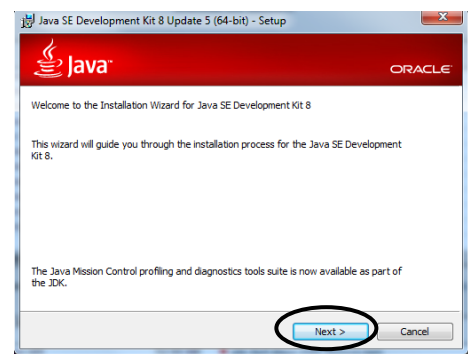 Java SE Development Kit 8 Update 5 (64-bit) - Setup
Java™
ORACLE®
Welcome to the Installation Wizard for Java SE Development Kit 8
This wizard will guide you through the installation process for the Java SE Development
Kit 8.
The Java Mission Control profiling and diagnostics tools suite is now available as part of
the JDK.
Next >
Cancel